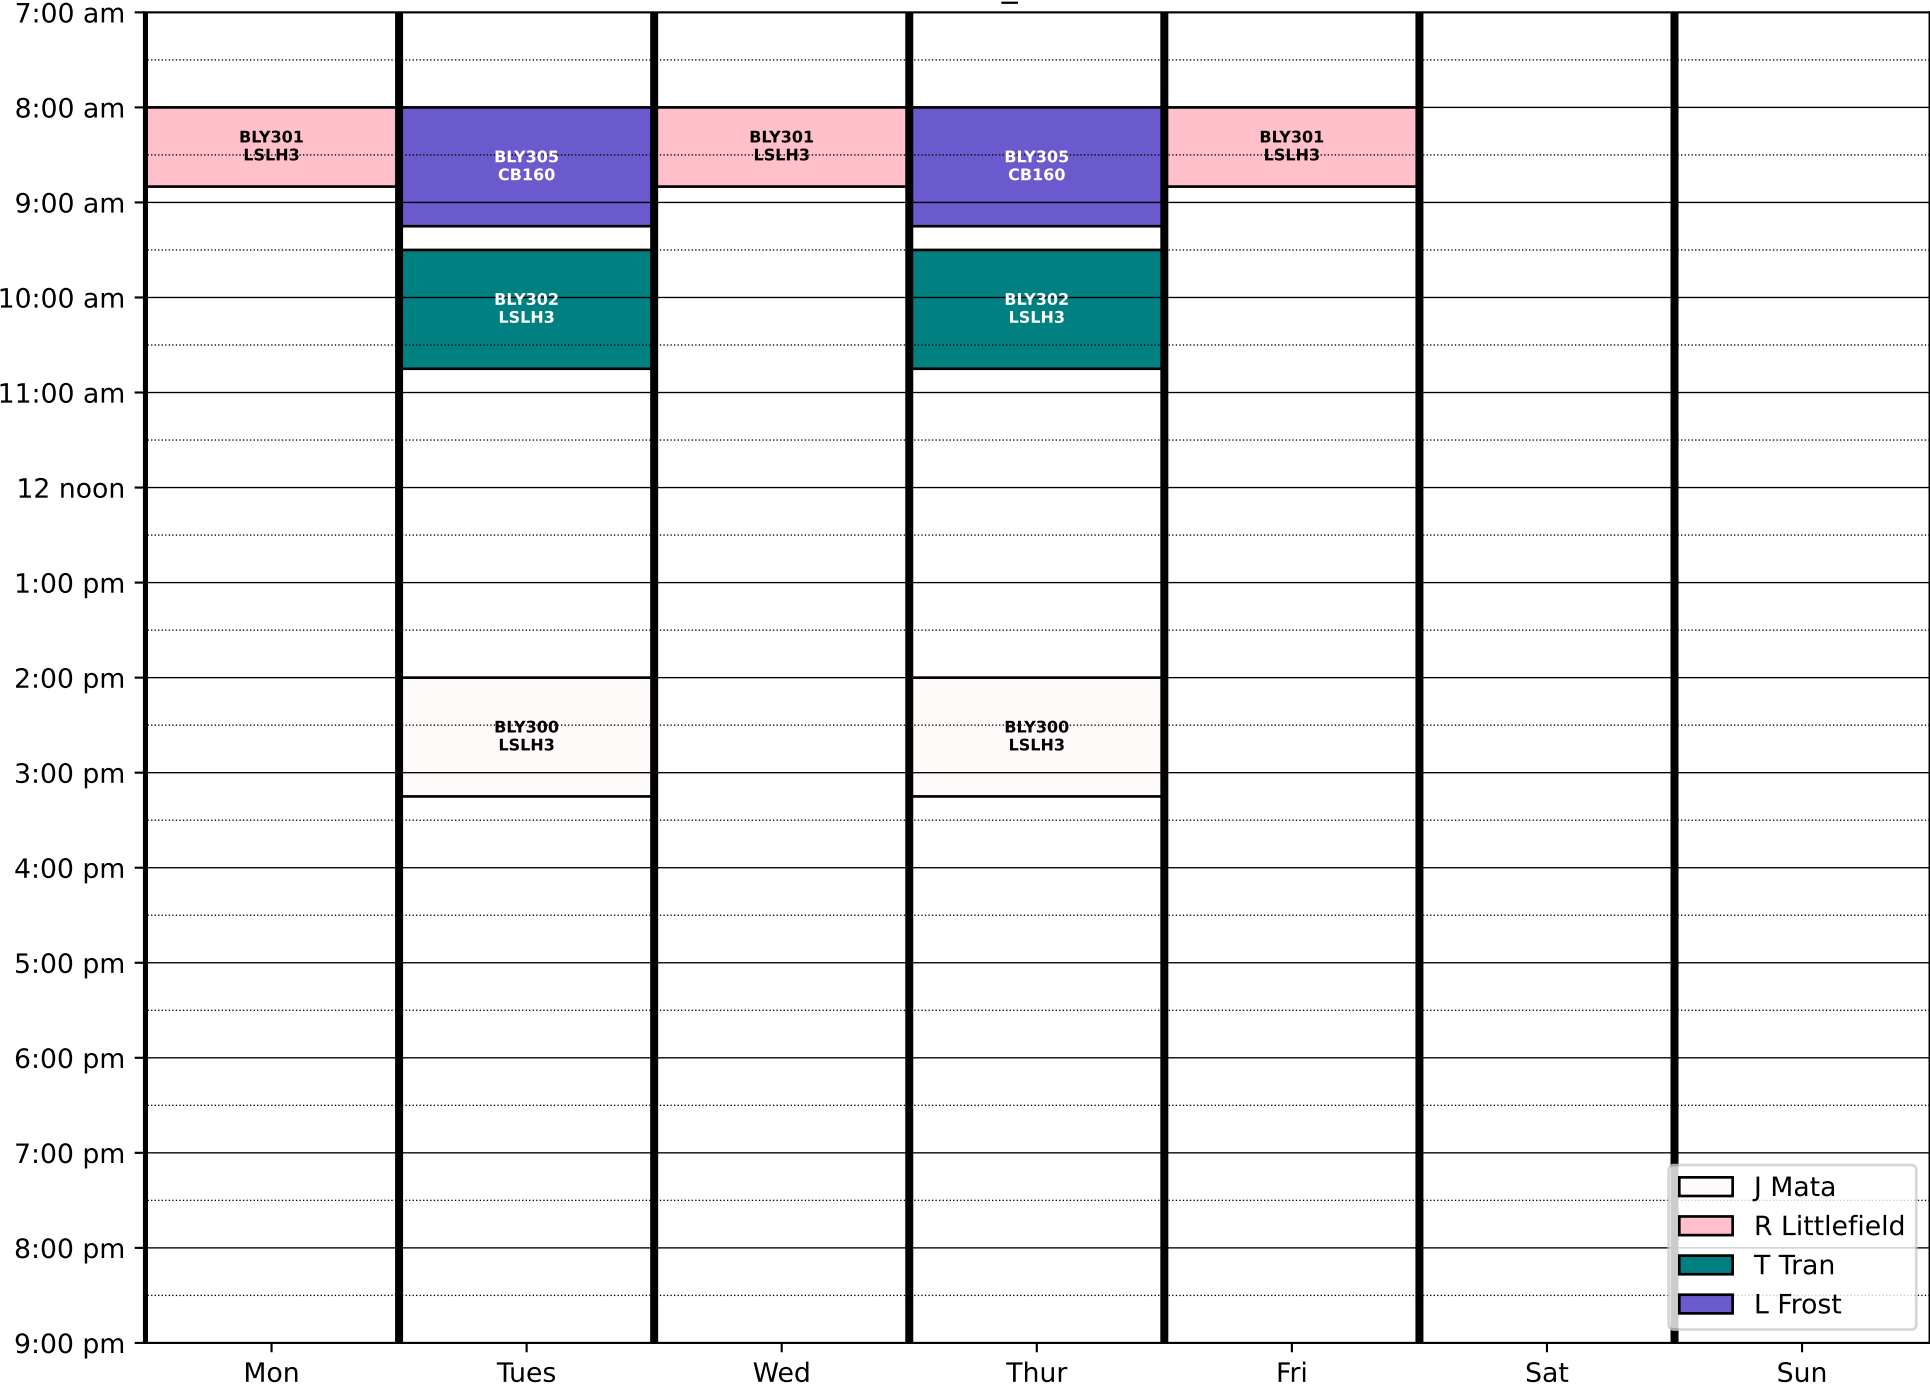 7:00 am
8:00 am
BLY301
LSLH3
BLY305
CB160
BLY301
LSLH3
BLY305
CB160
BLY301
LSLH3
9:00 am
10:00 am
BLY302
LSLH3
BLY302
LSLH3
11:00 am
12 noon
1:00 pm
2:00 pm
BLY300
LSLH3
BLY300
LSLH3
3:00 pm
4:00 pm
5:00 pm
6:00 pm
7:00 pm
8:00 pm
9:00 pm
J Mata
R Littlefield
T Tran
L Frost
Mon Tues Wed Thur Fri Sat Sun